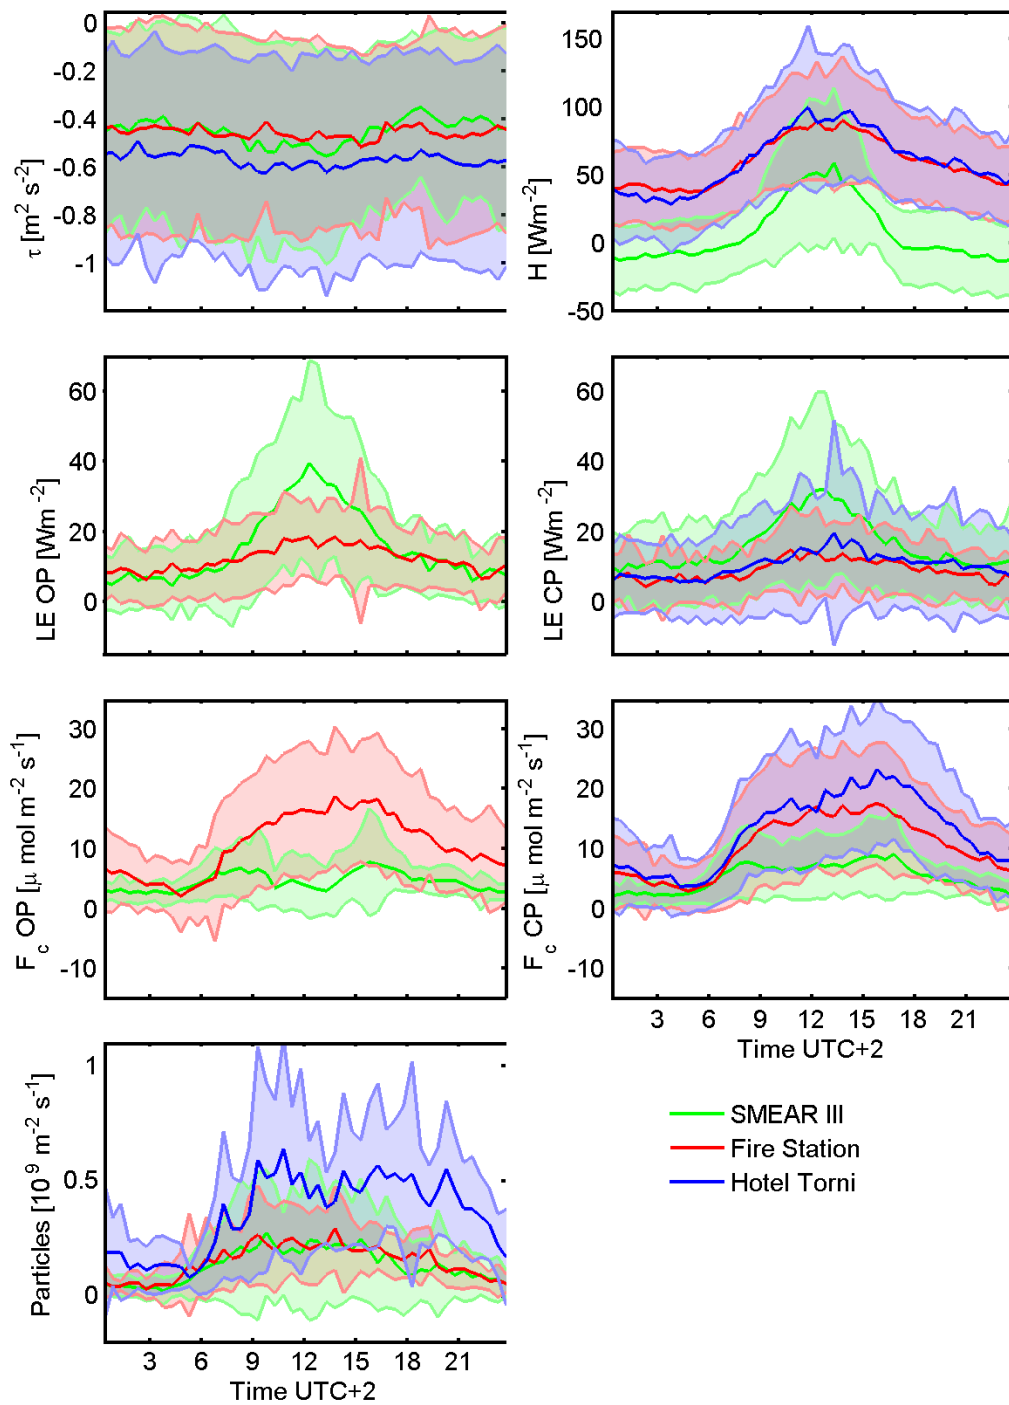 0
-0.2
-0.4
-0.6
-0.8
-1
τ [m² s⁻²]
150
100
50
0
-50
H [Wm⁻²]
60
40
20
0
LE OP [Wm⁻²]
60
40
20
0
LE CP [Wm⁻²]
30
20
10
0
-10
F_c OP [μ mol m⁻² s⁻¹]
30
20
10
0
-10
F_c CP [μ mol m⁻² s⁻¹]
3 6 9 12 15 18 21
Time UTC+2
1
0.5
0
Particles [10⁹ m⁻² s⁻¹]
3 6 9 12 15 18 21
Time UTC+2
SMEAR III
Fire Station
Hotel Torni